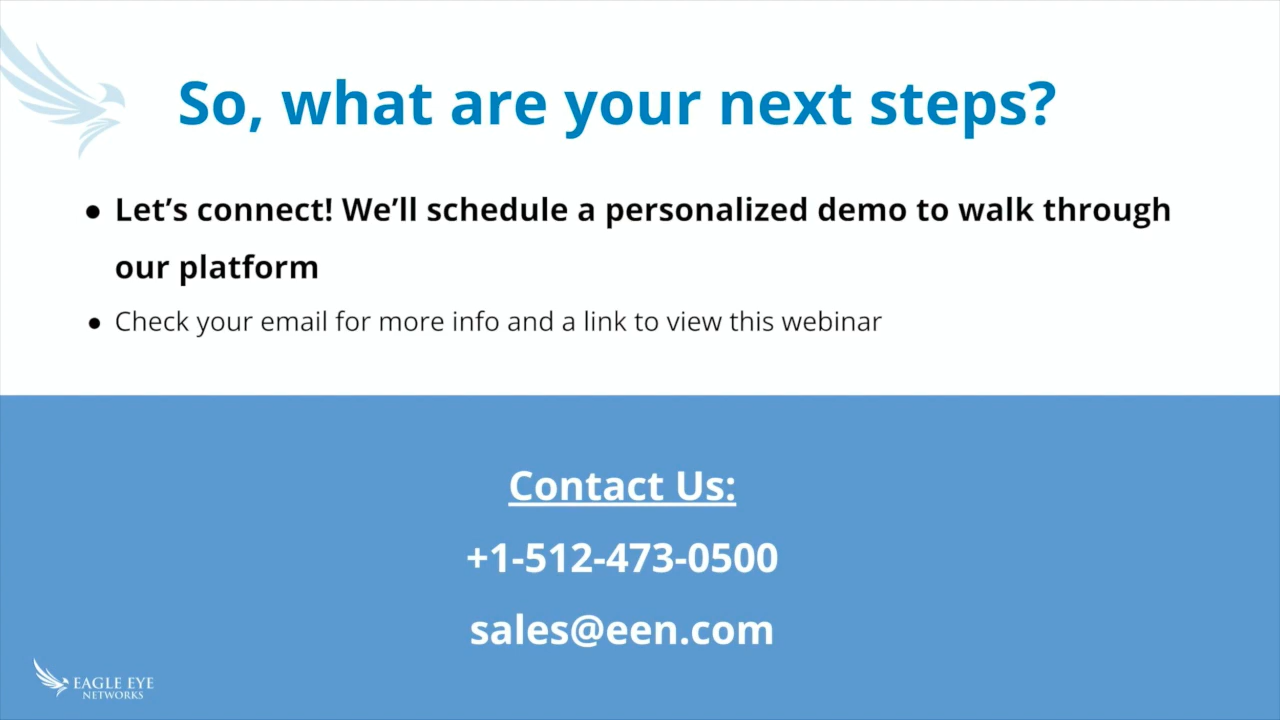 So, what are your next steps?
● Let’s connect! We’ll schedule a personalized demo to walk through
our platform
● Check your email for more info and a link to view this webinar
Contact Us:
+1-512-473-0500
sales@een.com
EAGLE EYE
NETWORKS